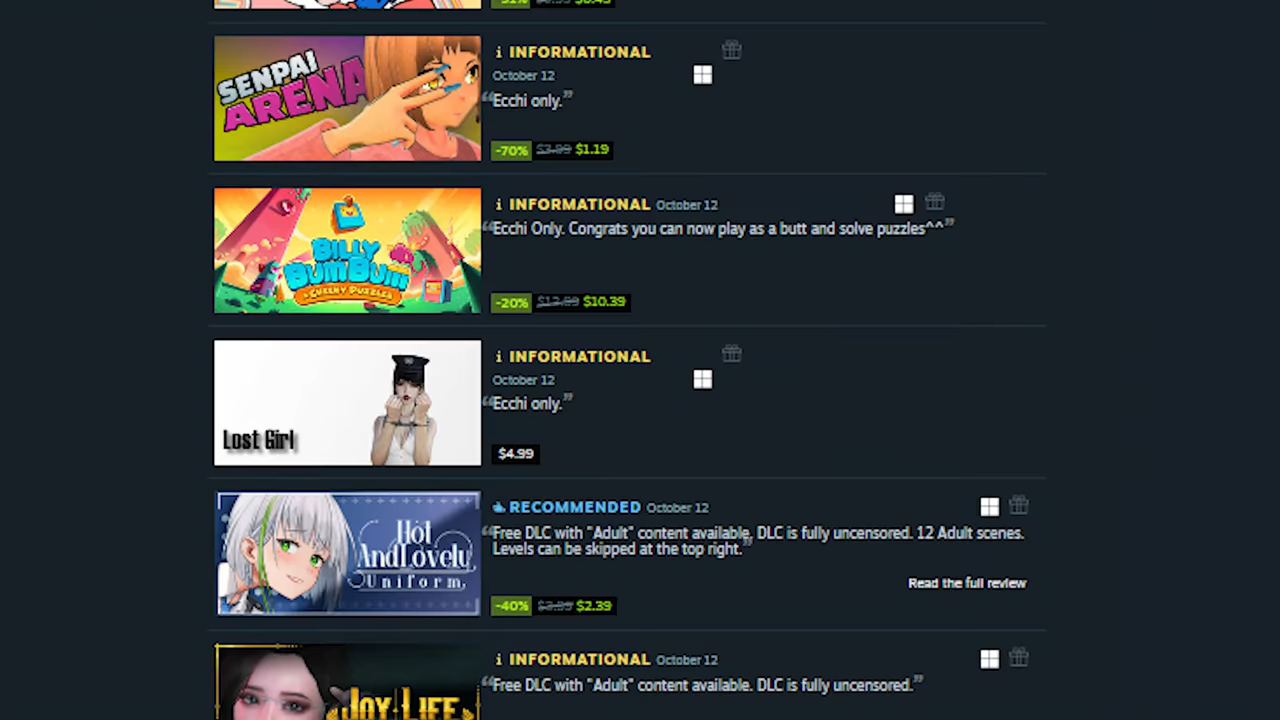 SENPAI
ARENA
i INFORMATIONAL
October 12
“Ecchi only.”
-70% $3.99 $1.19
BILLY
BUMBUM
A CHEEKY PUZZLER
i INFORMATIONAL October 12
“Ecchi Only. Congrats you can now play as a butt and solve puzzles^^”
-20% $12.99 $10.39
Lost Girl
i INFORMATIONAL
October 12
“Ecchi only.”
$4.99
Hot
AndLovely
Uniform
RECOMMENDED October 12
“Free DLC with "Adult" content available, DLC is fully uncensored. 12 Adult scenes.
Levels can be skipped at the top right.”
Read the full review
-40% $3.99 $2.39
JOY LIFE
i INFORMATIONAL October 12
“Free DLC with "Adult" content available. DLC is fully uncensored.”